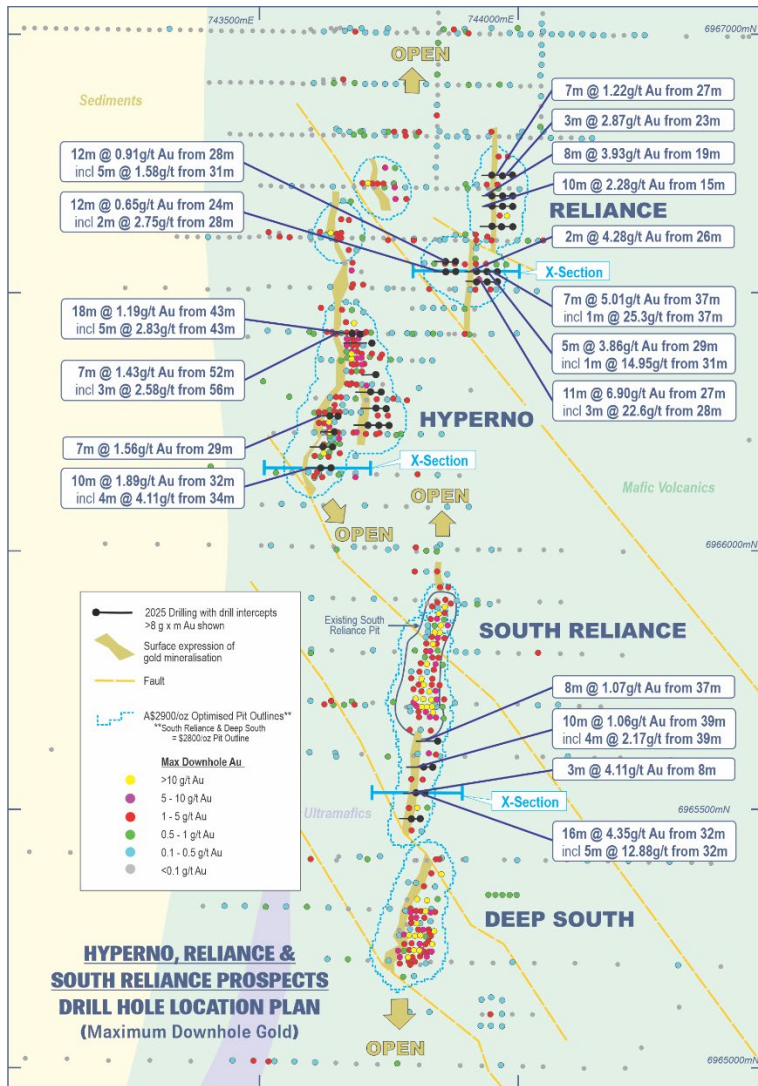 743500mE
744000mE
6967000mN
OPEN
Sediments
7m @ 1.22g/t Au from 27m
3m @ 2.87g/t Au from 23m
8m @ 3.93g/t Au from 19m
10m @ 2.28g/t Au from 15m
12m @ 0.91g/t Au from 28m
incl 5m @ 1.58g/t from 31m
12m @ 0.65g/t Au from 24m
incl 2m @ 2.75g/t from 28m
RELIANCE
2m @ 4.28g/t Au from 26m
X-Section
7m @ 5.01g/t Au from 37m
incl 1m @ 25.3g/t from 37m
18m @ 1.19g/t Au from 43m
incl 5m @ 2.83g/t from 43m
5m @ 3.86g/t Au from 29m
incl 1m @ 14.95g/t from 31m
7m @ 1.43g/t Au from 52m
incl 3m @ 2.58g/t from 56m
11m @ 6.90g/t Au from 27m
incl 3m @ 22.6g/t from 28m
HYPERNO
7m @ 1.56g/t Au from 29m
X-Section
10m @ 1.89g/t Au from 32m
incl 4m @ 4.11g/t from 34m
Mafic Volcanics
OPEN
OPEN
6966000mN
2025 Drilling with drill intercepts
>8 g x m Au shown
Surface expression of
gold mineralisation
Fault
A$2900/oz Optimised Pit Outlines**
**South Reliance & Deep South
= $2800/oz Pit Outline
Max Downhole Au
>10 g/t Au
5 - 10 g/t Au
1 - 5 g/t Au
0.5 - 1 g/t Au
0.1 - 0.5 g/t Au
<0.1 g/t Au
Existing South
Reliance Pit
SOUTH RELIANCE
8m @ 1.07g/t Au from 37m
10m @ 1.06g/t Au from 39m
incl 4m @ 2.17g/t from 39m
3m @ 4.11g/t Au from 8m
X-Section
Ultramafics
6965500mN
16m @ 4.35g/t Au from 32m
incl 5m @ 12.88g/t from 32m
DEEP SOUTH
HYPERNO, RELIANCE &
SOUTH RELIANCE PROSPECTS
DRILL HOLE LOCATION PLAN
(Maximum Downhole Gold)
OPEN
6965000mN